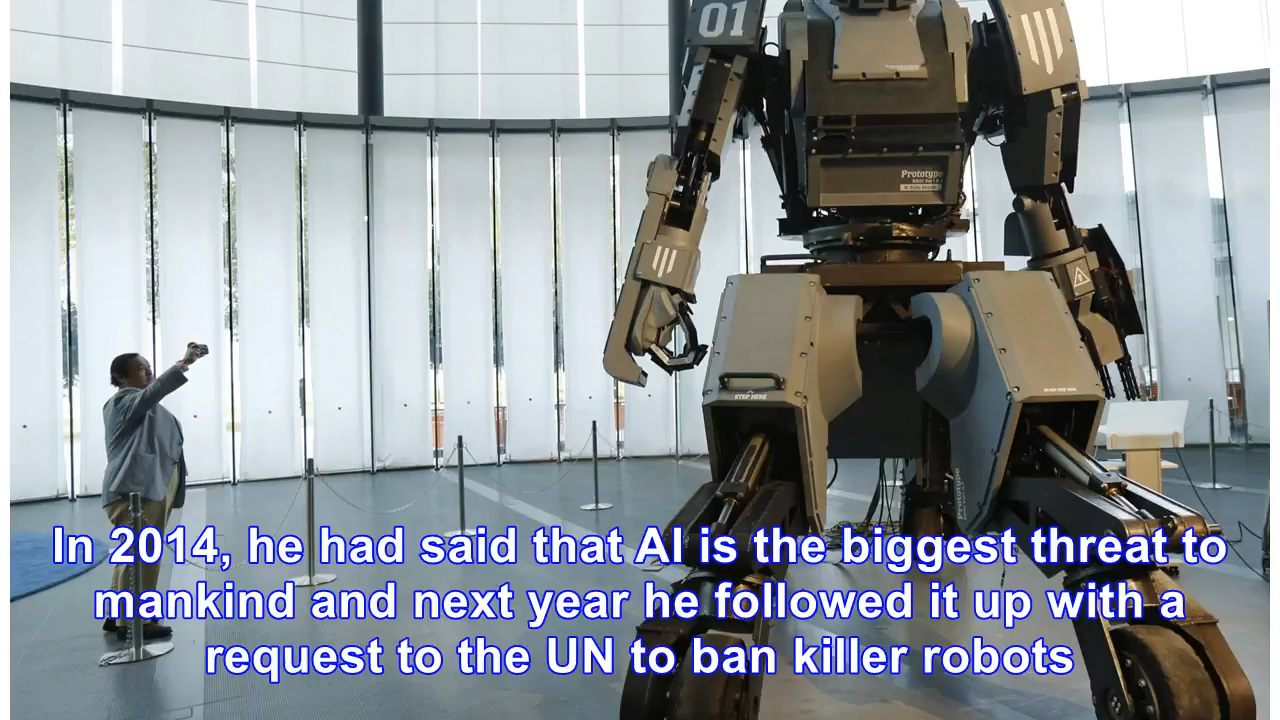 01
Prototype
STEP HERE
Prototype
In 2014, he had said that AI is the biggest threat to
mankind and next year he followed it up with a
request to the UN to ban killer robots